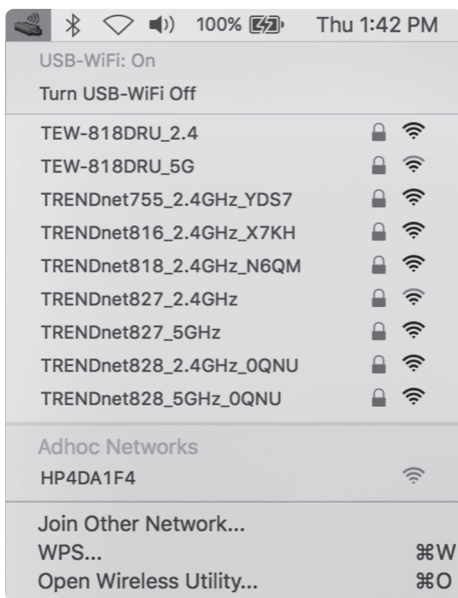 100% Thu 1:42 PM
USB-WiFi: On
Turn USB-WiFi Off
TEW-818DRU_2.4
TEW-818DRU_5G
TRENDnet755_2.4GHz_YDS7
TRENDnet816_2.4GHz_X7KH
TRENDnet818_2.4GHz_N6QM
TRENDnet827_2.4GHz
TRENDnet827_5GHz
TRENDnet828_2.4GHz_0QNU
TRENDnet828_5GHz_0QNU
Adhoc Networks
HP4DA1F4
Join Other Network...
WPS... ⌘W
Open Wireless Utility... ⌘O